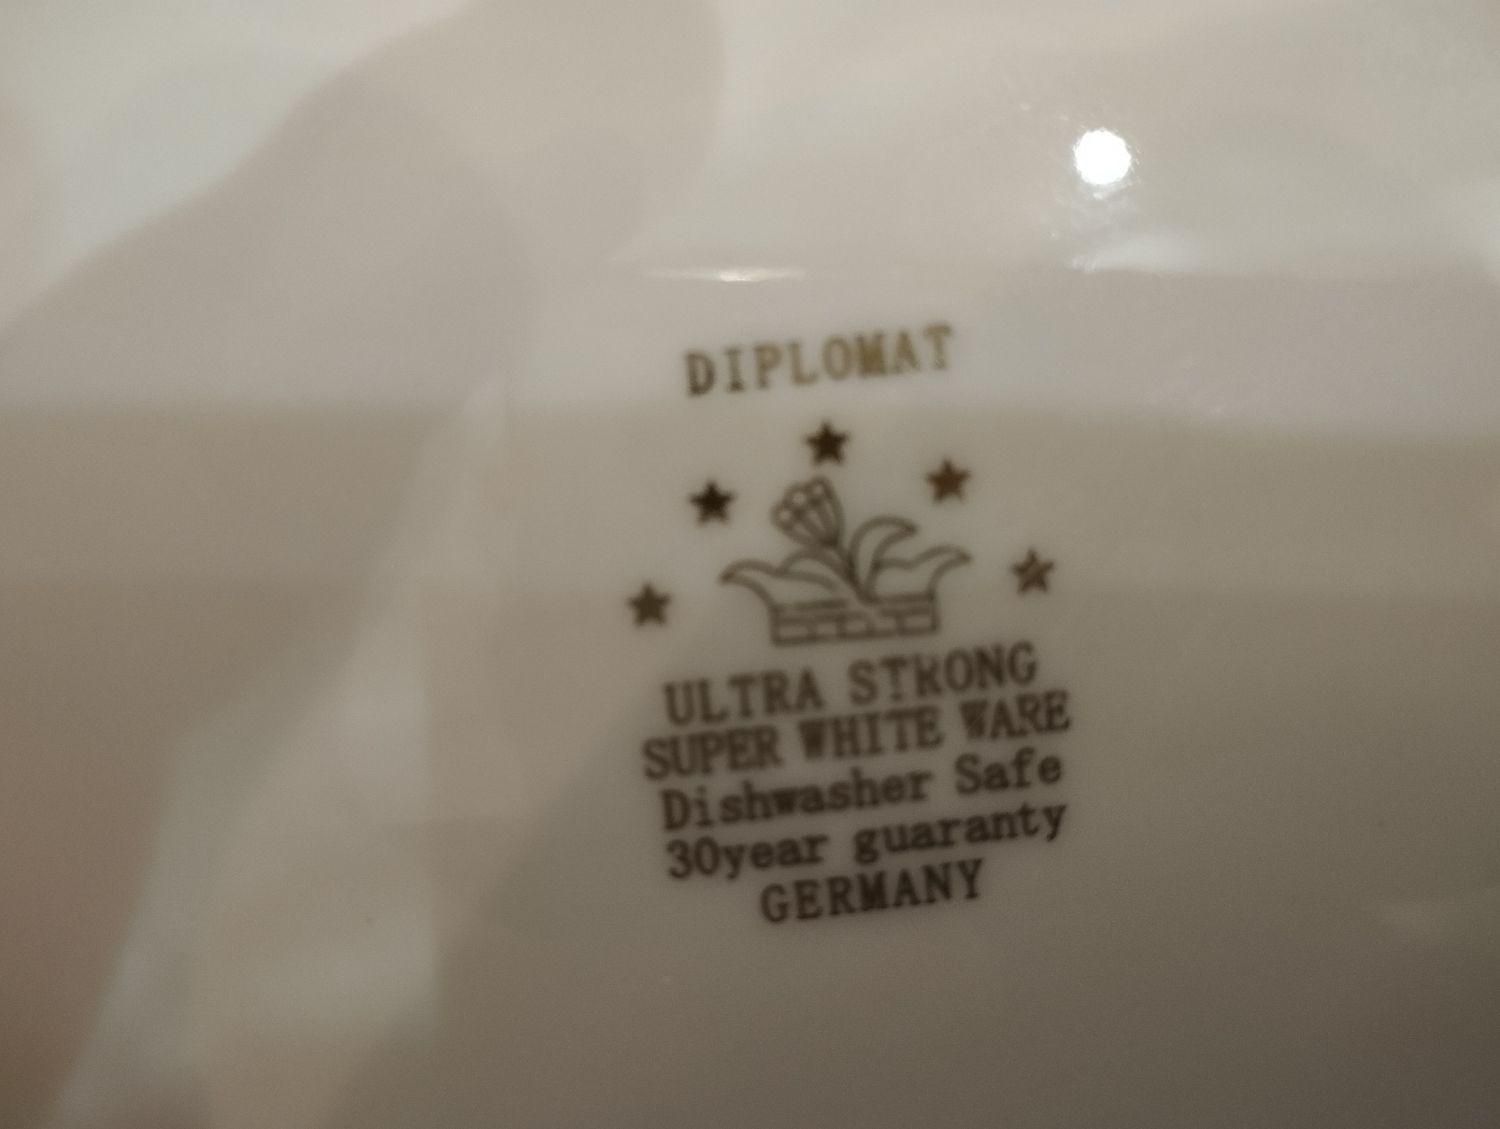 DIPLOMAT
ULTRA STRONG
SUPER WHITE WARE
Dishwasher Safe
30year guaranty
GERMANY